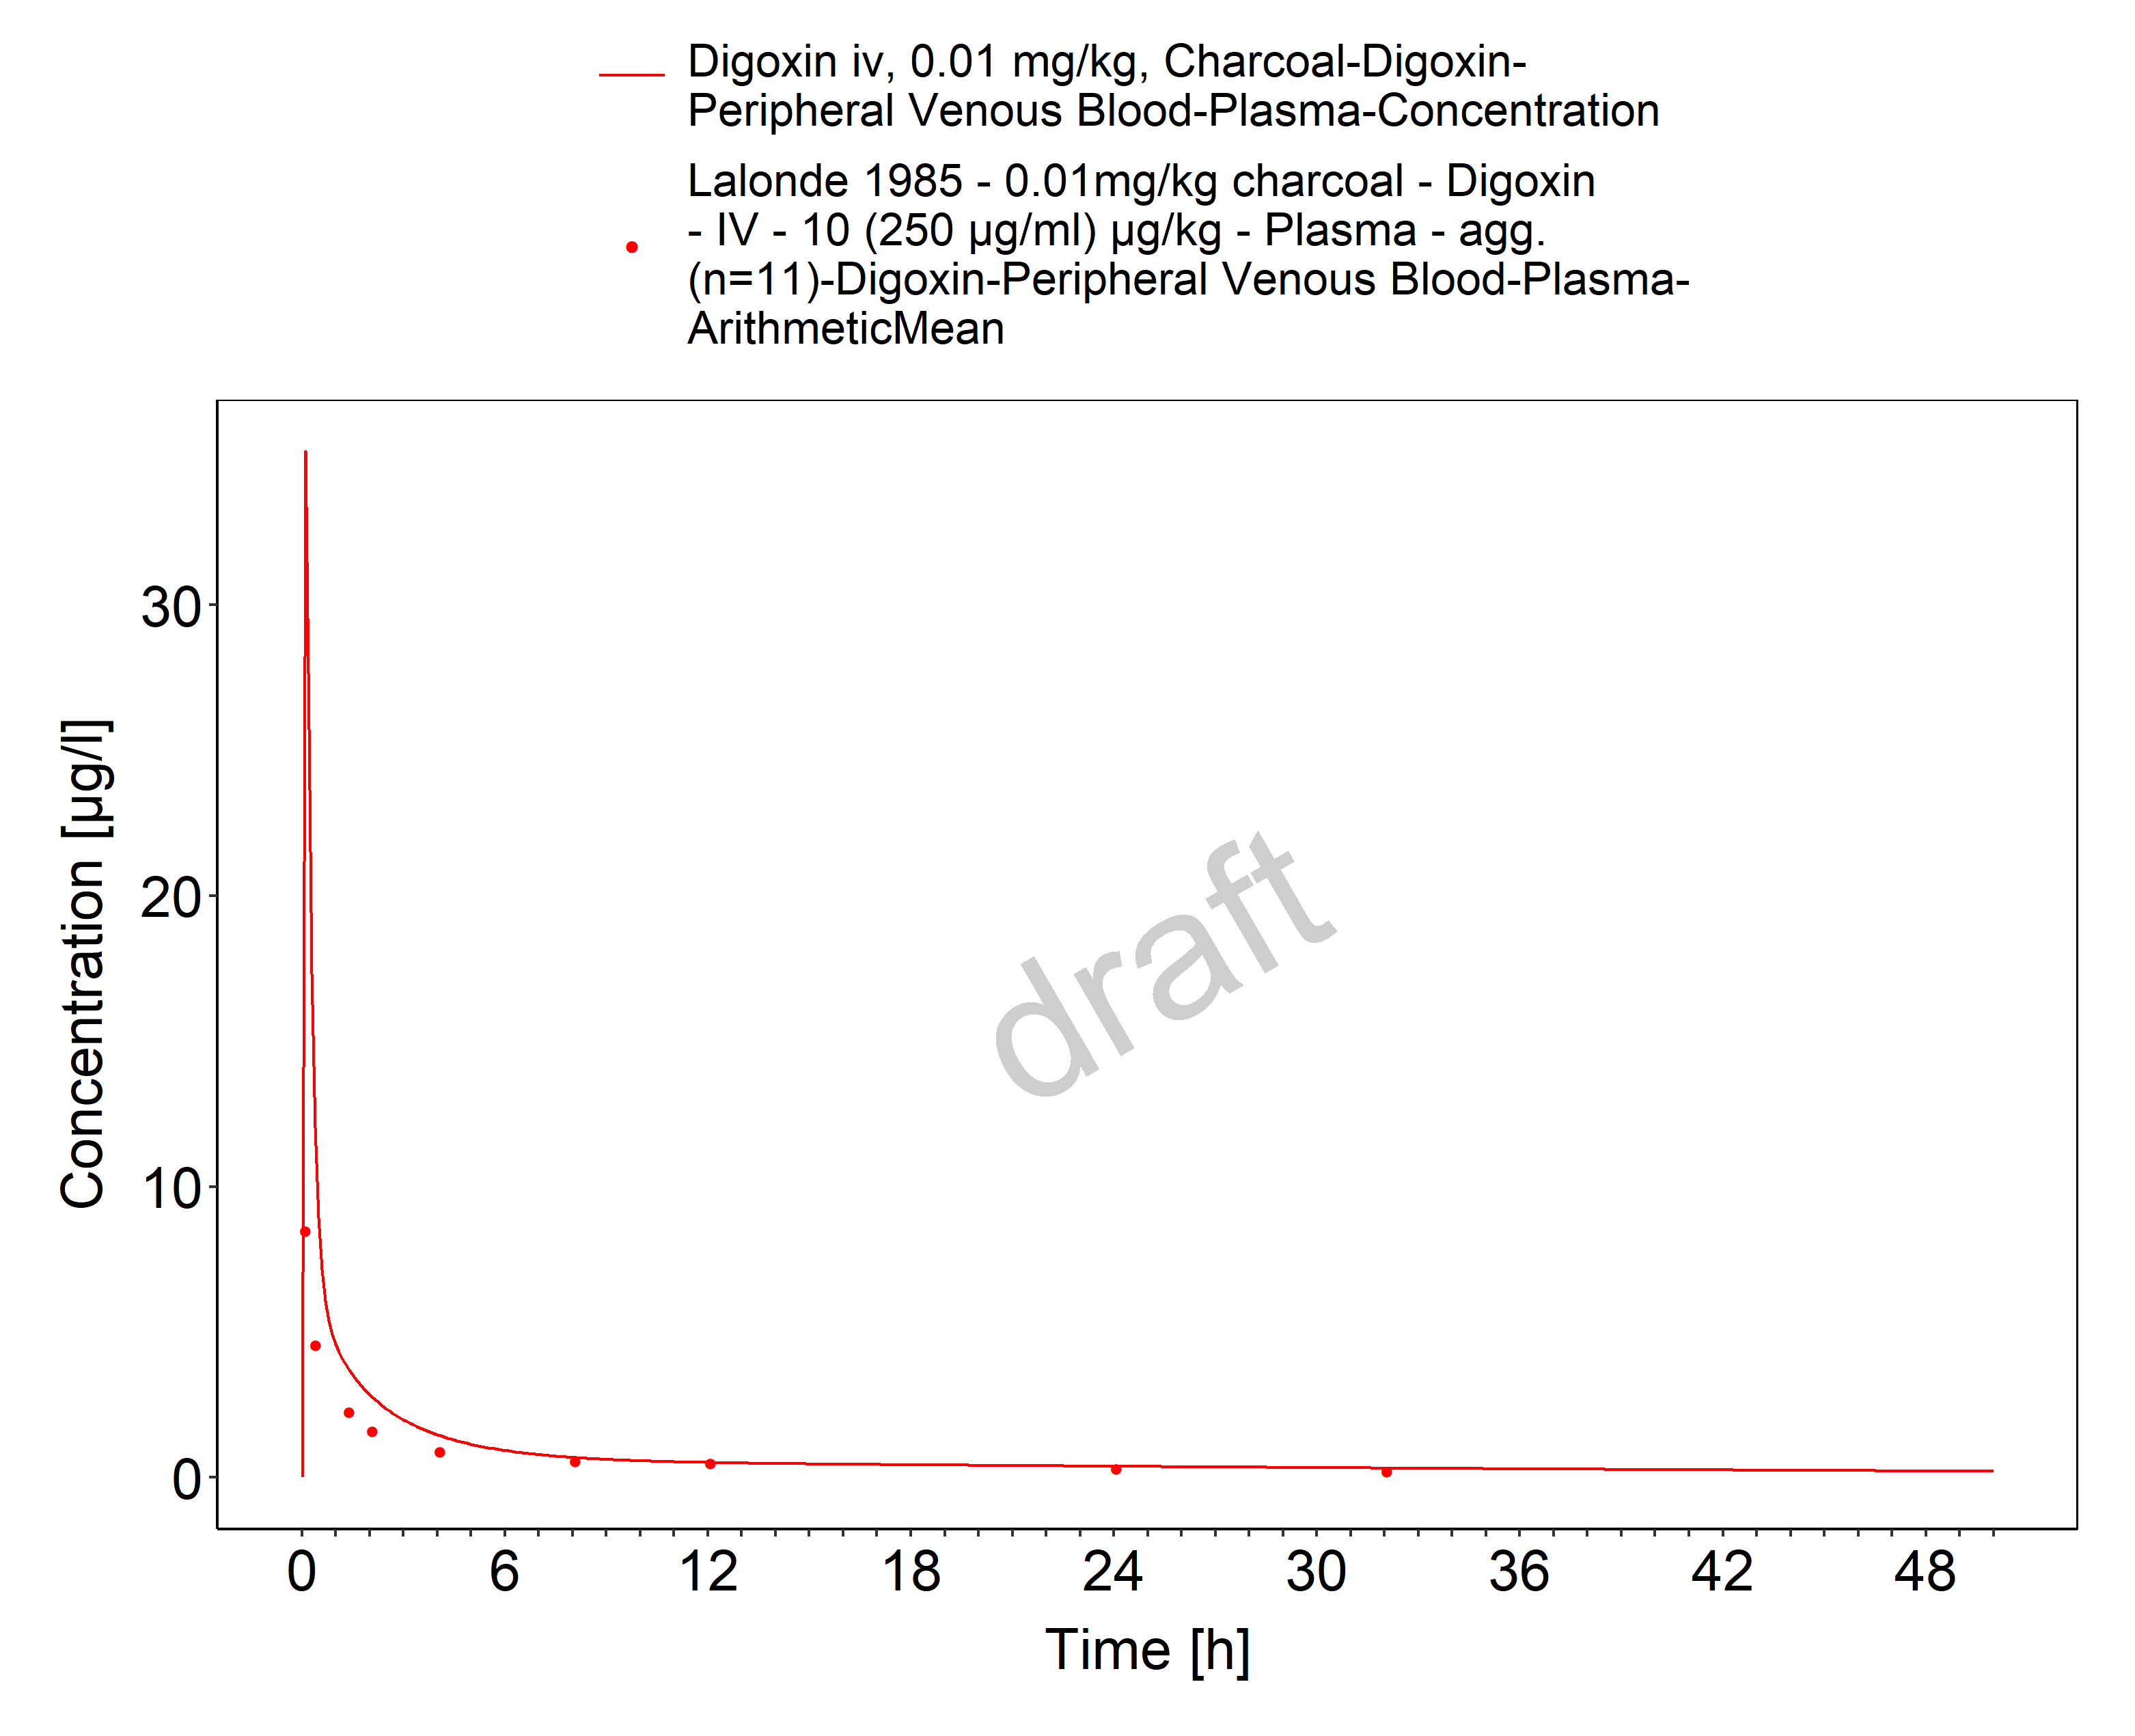 Digoxin iv, 0.01 mg/kg, Charcoal-Digoxin-
Peripheral Venous Blood-Plasma-Concentration
Lalonde 1985 - 0.01mg/kg charcoal - Digoxin
- IV - 10 (250 µg/ml) µg/kg - Plasma - agg.
(n=11)-Digoxin-Peripheral Venous Blood-Plasma-
ArithmeticMean
Concentration [µg/l]
30
20
10
0
draft
0 6 12 18 24 30 36 42 48
Time [h]